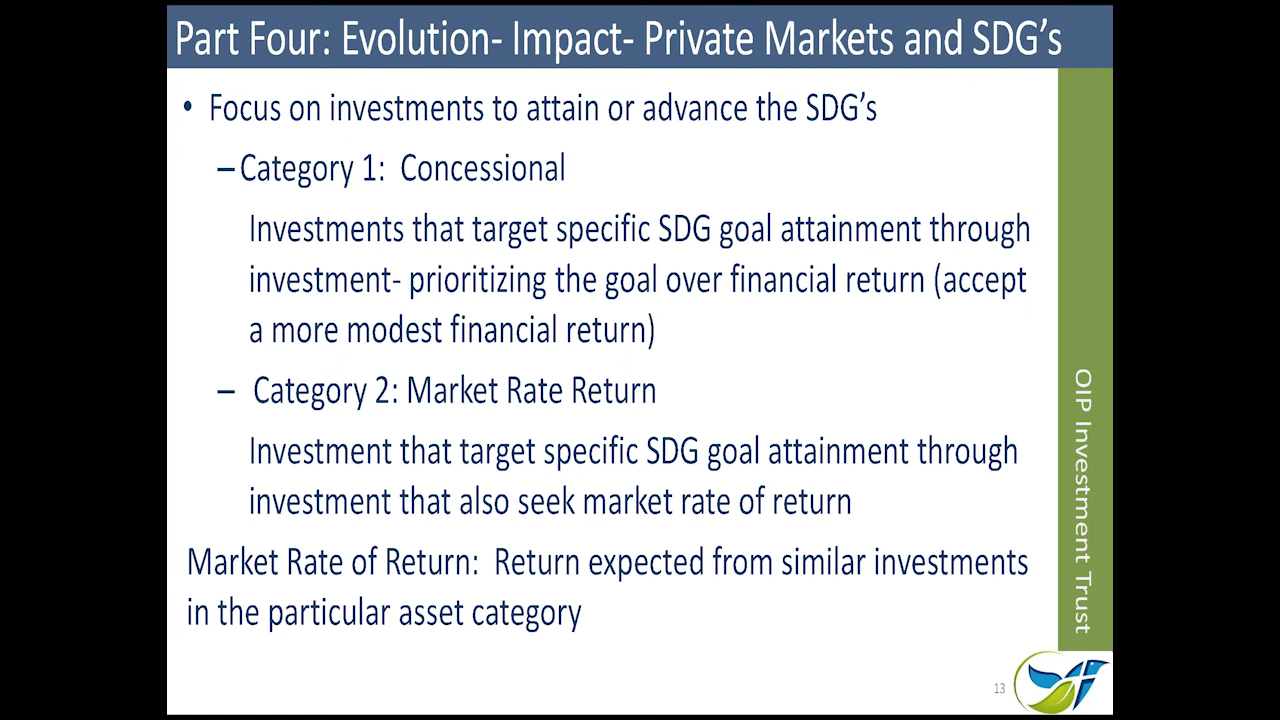 Part Four: Evolution- Impact- Private Markets and SDG's
• Focus on investments to attain or advance the SDG's
–Category 1:  Concessional
Investments that target specific SDG goal attainment through
investment- prioritizing the goal over financial return (accept
a more modest financial return)
–  Category 2: Market Rate Return
Investment that target specific SDG goal attainment through
investment that also seek market rate of return
Market Rate of Return:  Return expected from similar investments
in the particular asset category
OIP Investment Trust
13